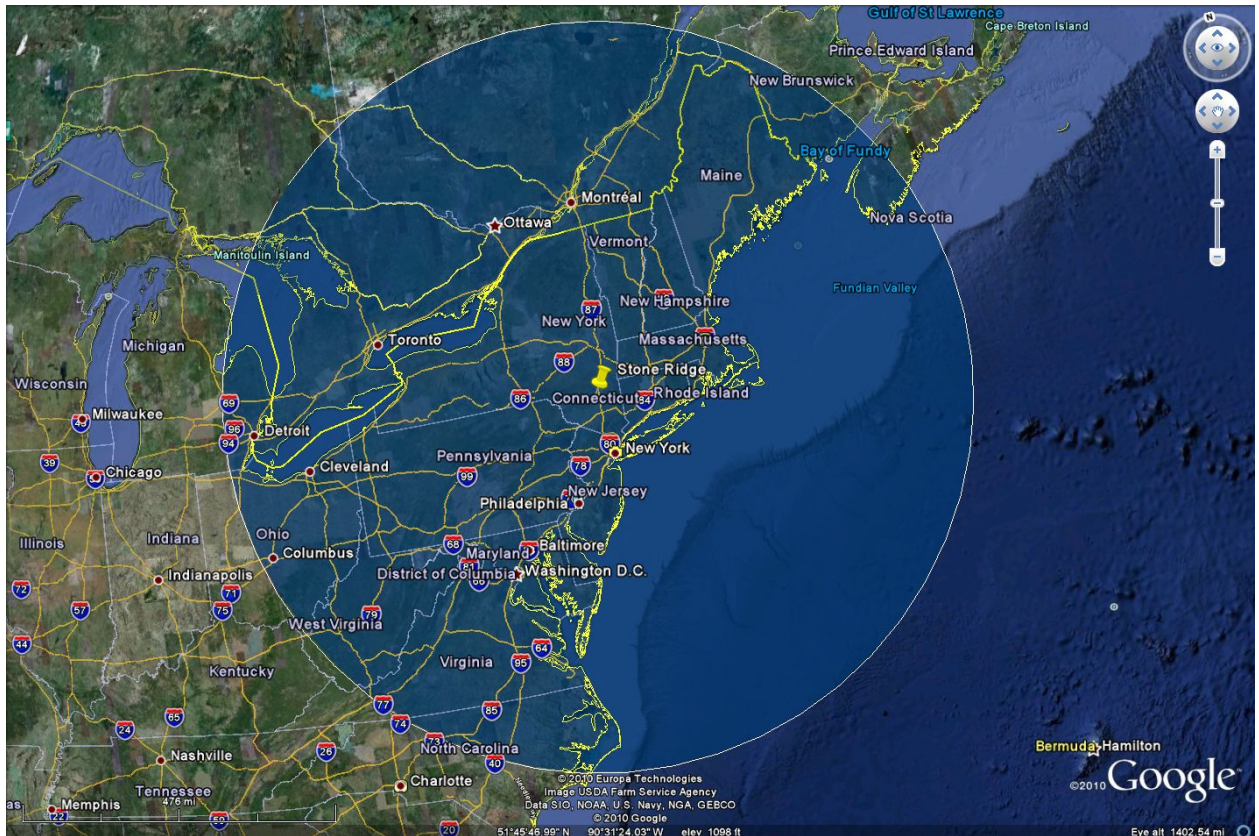 Gulf of St Lawrence
Cape Breton Island
N
Prince Edward Island
New Brunswick
Bay of Fundy
Maine
Montréal
Nova Scotia
Ottawa
Vermont
Manitoulin Island
Fundian Valley
New Hampshire
87
New York
Michigan
Toronto
Massachusetts
88
Stone Ridge
Wisconsin
Rhode Island
Connecticut
84
86
69
Milwaukee
96
Detroit
94
80
New York
Pennsylvania
39
Chicago
Cleveland
78
99
New Jersey
Philadelphia
Ohio
Indiana
Illinois
68
Baltimore
Maryland
Columbus
81
District of Columbia
Washington D.C.
66
Indianapolis
72
71
57
75
79
West Virginia
44
64
Virginia
95
Kentucky
77
85
65
74
24
73
North Carolina
26
Bermuda
Hamilton
Nashville
40
Charlotte
©2010 Google
Tennessee
476 mi
as
Memphis
22
20
© 2010 Europa Technologies
Image USDA Farm Service Agency
Data SIO, NOAA, U.S. Navy, NGA, GEBCO
© 2010 Google
51°45'46.99" N 90°31'24.03" W elev 1098 ft Eye alt 1402.54 mi